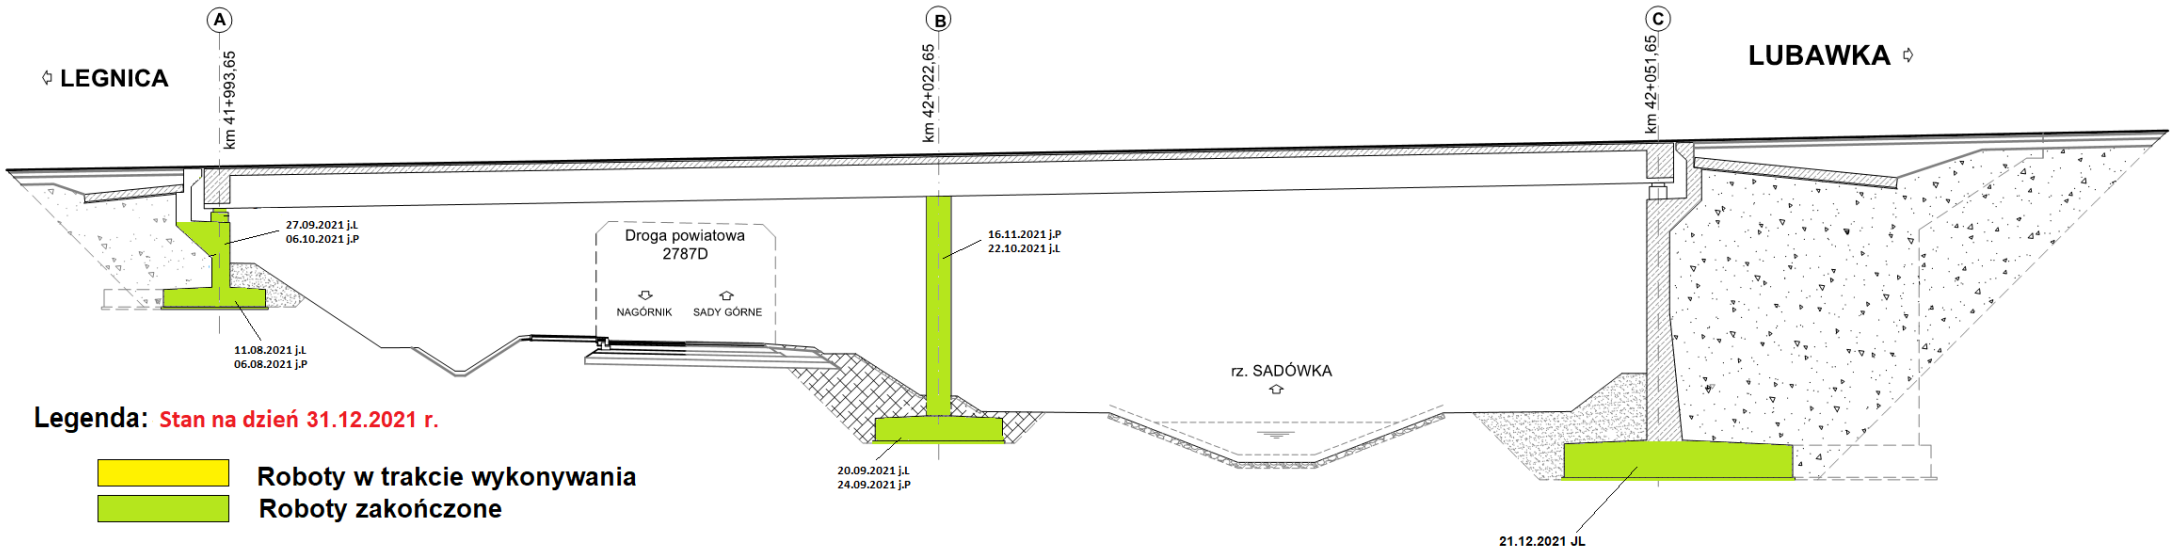 A
B
C
km 41+993,65
km 42+022,65
km 42+051,65
LEGNICA
LUBAWKA
27.09.2021 j.L
06.10.2021 j.P
Droga powiatowa
2787D
NAGÓRNIK
SADY GÓRNE
16.11.2021 j.P
22.10.2021 j.L
11.08.2021 j.L
06.08.2021 j.P
rz. SADÓWKA
20.09.2021 j.L
24.09.2021 j.P
21.12.2021 JL
Legenda: Stan na dzień 31.12.2021 r.
Roboty w trakcie wykonywania
Roboty zakończone